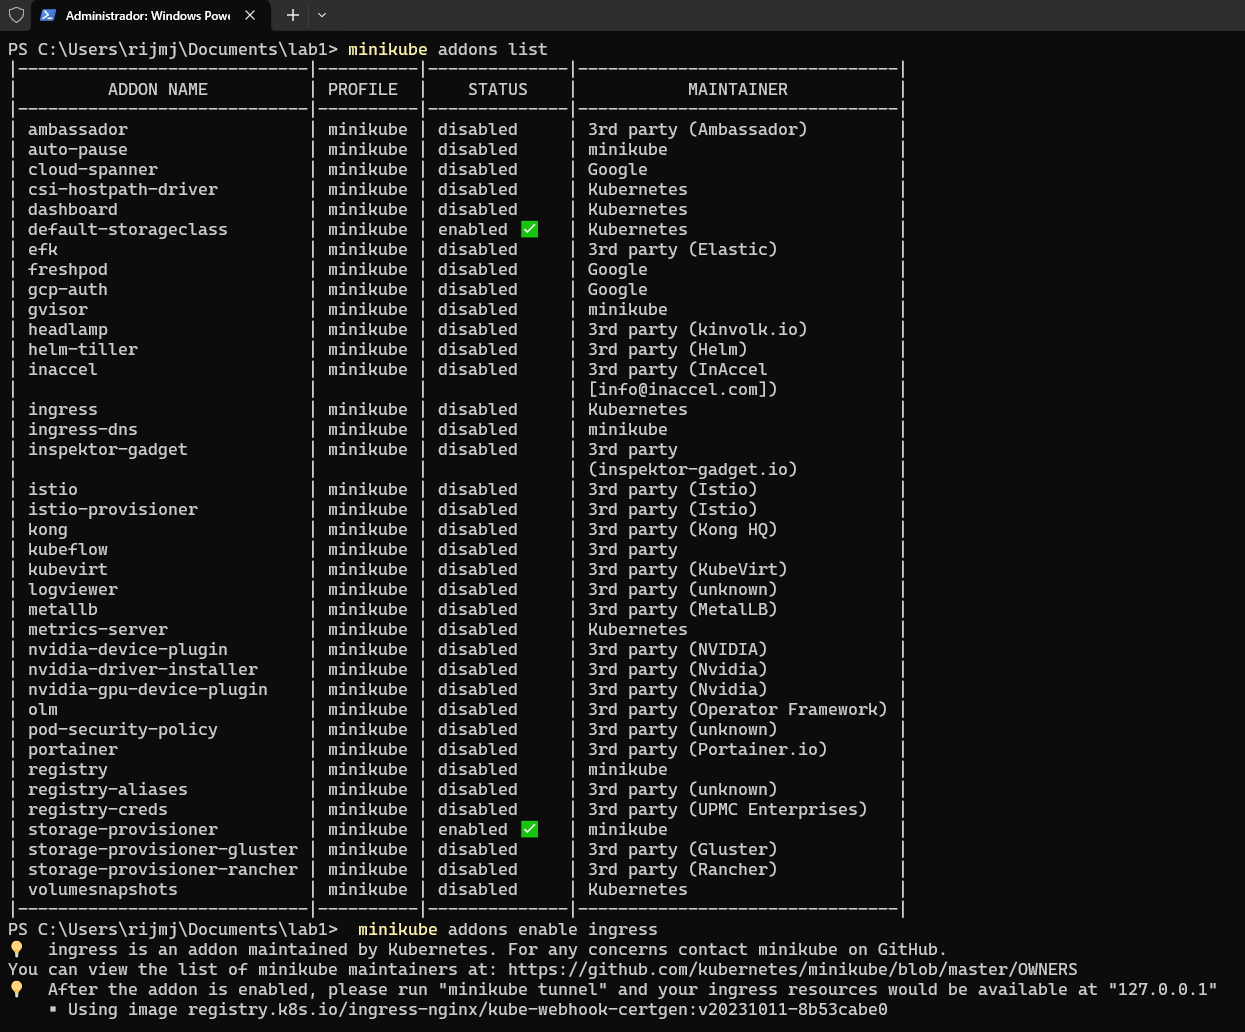 Administrador: Windows Powe
PS C:\Users\rijmj\Documents\lab1> minikube addons list
|-----------------------------|----------|--------------|--------------------------------|
| ADDON NAME | PROFILE | STATUS | MAINTAINER |
|-----------------------------|----------|--------------|--------------------------------|
| ambassador | minikube | disabled | 3rd party (Ambassador) |
| auto-pause | minikube | disabled | minikube |
| cloud-spanner | minikube | disabled | Google |
| csi-hostpath-driver | minikube | disabled | Kubernetes |
| dashboard | minikube | disabled | Kubernetes |
| default-storageclass | minikube | enabled ✅ | Kubernetes |
| efk | minikube | disabled | 3rd party (Elastic) |
| freshpod | minikube | disabled | Google |
| gcp-auth | minikube | disabled | Google |
| gvisor | minikube | disabled | minikube |
| headlamp | minikube | disabled | 3rd party (kinvolk.io) |
| helm-tiller | minikube | disabled | 3rd party (Helm) |
| inaccel | minikube | disabled | 3rd party (InAccel |
| | | | [info@inaccel.com]) |
| ingress | minikube | disabled | Kubernetes |
| ingress-dns | minikube | disabled | minikube |
| inspektor-gadget | minikube | disabled | 3rd party |
| | | | (inspektor-gadget.io) |
| istio | minikube | disabled | 3rd party (Istio) |
| istio-provisioner | minikube | disabled | 3rd party (Istio) |
| kong | minikube | disabled | 3rd party (Kong HQ) |
| kubeflow | minikube | disabled | 3rd party |
| kubevirt | minikube | disabled | 3rd party (KubeVirt) |
| logviewer | minikube | disabled | 3rd party (unknown) |
| metallb | minikube | disabled | 3rd party (MetalLB) |
| metrics-server | minikube | disabled | Kubernetes |
| nvidia-device-plugin | minikube | disabled | 3rd party (NVIDIA) |
| nvidia-driver-installer | minikube | disabled | 3rd party (Nvidia) |
| nvidia-gpu-device-plugin | minikube | disabled | 3rd party (Nvidia) |
| olm | minikube | disabled | 3rd party (Operator Framework) |
| pod-security-policy | minikube | disabled | 3rd party (unknown) |
| portainer | minikube | disabled | 3rd party (Portainer.io) |
| registry | minikube | disabled | minikube |
| registry-aliases | minikube | disabled | 3rd party (unknown) |
| registry-creds | minikube | disabled | 3rd party (UPMC Enterprises) |
| storage-provisioner | minikube | enabled ✅ | minikube |
| storage-provisioner-gluster | minikube | disabled | 3rd party (Gluster) |
| storage-provisioner-rancher | minikube | disabled | 3rd party (Rancher) |
| volumesnapshots | minikube | disabled | Kubernetes |
|-----------------------------|----------|--------------|--------------------------------|
PS C:\Users\rijmj\Documents\lab1> minikube addons enable ingress
💡 ingress is an addon maintained by Kubernetes. For any concerns contact minikube on GitHub.
You can view the list of minikube maintainers at: https://github.com/kubernetes/minikube/blob/master/OWNERS
💡 After the addon is enabled, please run "minikube tunnel" and your ingress resources would be available at "127.0.0.1"
▪ Using image registry.k8s.io/ingress-nginx/kube-webhook-certgen:v20231011-8b53cabe0